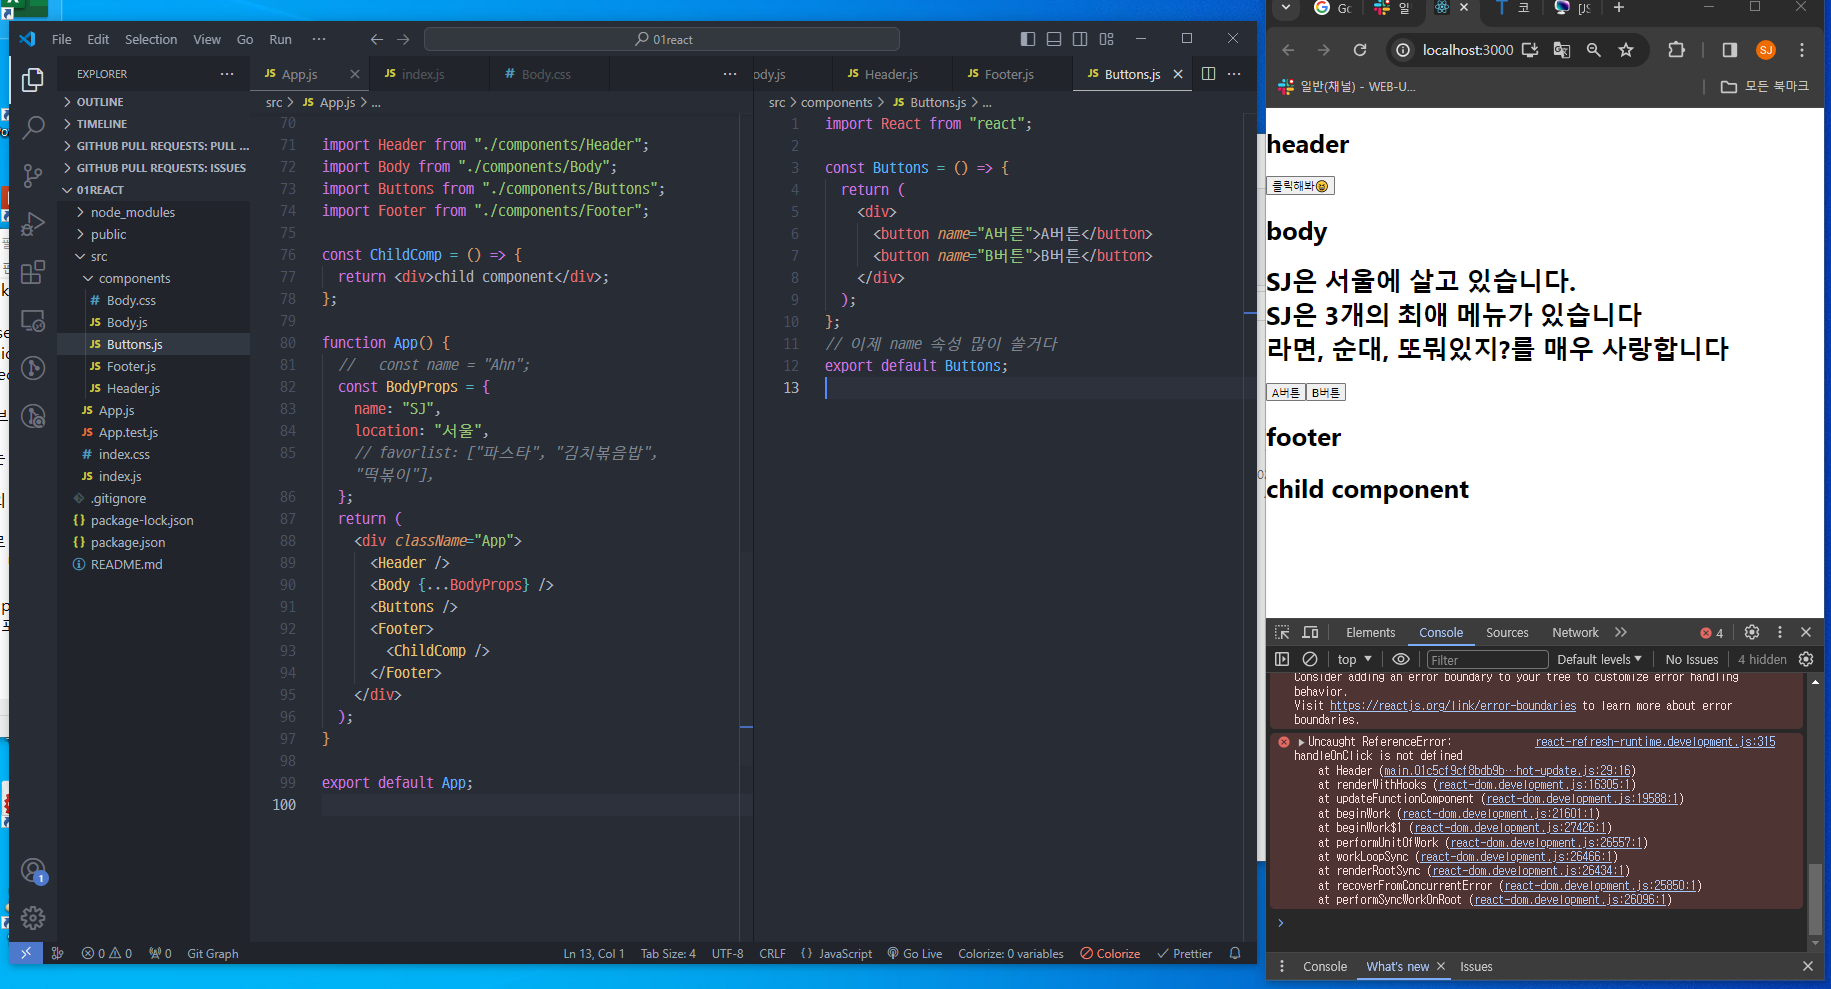 File Edit Selection View Go Run ··· 01react
EXPLORER ···
OUTLINE
TIMELINE
GITHUB PULL REQUESTS: PULL ...
GITHUB PULL REQUESTS: ISSUES
01REACT
node_modules
public
src
components
# Body.css
JS Body.js
JS Buttons.js
JS Footer.js
JS Header.js
JS App.js
JS App.test.js
# index.css
JS index.js
.gitignore
{} package-lock.json
{} package.json
README.md
1
JS App.js JS index.js # Body.css ···
src > JS App.js > ...
70
71 import Header from "./components/Header";
72 import Body from "./components/Body";
73 import Buttons from "./components/Buttons";
74 import Footer from "./components/Footer";
75
76 const ChildComp = () => {
77 return <div>child component</div>;
78 };
79
80 function App() {
81 // const name = "Ahn";
82 const BodyProps = {
83 name: "SJ",
84 location: "서울",
85 // favorlist: ["파스타", "김치볶음밥",
"떡볶이"],
86 };
87 return (
88 <div className="App">
89 <Header />
90 <Body {...BodyProps} />
91 <Buttons />
92 <Footer>
93 <ChildComp />
94 </Footer>
95 </div>
96 );
97 }
98
99 export default App;
100
ody.js JS Header.js JS Footer.js JS Buttons.js ···
src > components > JS Buttons.js > ...
1 import React from "react";
2
3 const Buttons = () => {
4 return (
5 <div>
6 <button name="A버튼">A버튼</button>
7 <button name="B버튼">B버튼</button>
8 </div>
9 );
10 };
11 // 이제 name 속성 많이 쓸거다
12 export default Buttons;
13
0 0 0 Git Graph Ln 13, Col 1 Tab Size: 4 UTF-8 CRLF {} JavaScript Go Live Colorize: 0 variables Colorize Prettier
localhost:3000 SJ
일반(채널) - WEB-U... 모든 북마크
header
클릭해봐😆
body
SJ은 서울에 살고 있습니다.
SJ은 3개의 최애 메뉴가 있습니다
라면, 순대, 또뭐있지?를 매우 사랑합니다
A버튼 B버튼
footer
child component
Elements Console Sources Network 4
top Filter Default levels No Issues 4 hidden
Consider adding an error boundary to your tree to customize error handling
behavior.
Visit https://reactjs.org/link/error-boundaries to learn more about error
boundaries.
Uncaught ReferenceError: react-refresh-runtime.development.js:315
handleOnClick is not defined
at Header (main.01c5cf9cf8bdb9b…hot-update.js:29:16)
at renderWithHooks (react-dom.development.js:16305:1)
at updateFunctionComponent (react-dom.development.js:19588:1)
at beginWork (react-dom.development.js:21601:1)
at beginWork$1 (react-dom.development.js:27426:1)
at performUnitOfWork (react-dom.development.js:26557:1)
at workLoopSync (react-dom.development.js:26466:1)
at renderRootSync (react-dom.development.js:26434:1)
at recoverFromConcurrentError (react-dom.development.js:25850:1)
at performSyncWorkOnRoot (react-dom.development.js:26096:1)
Console What's new Issues